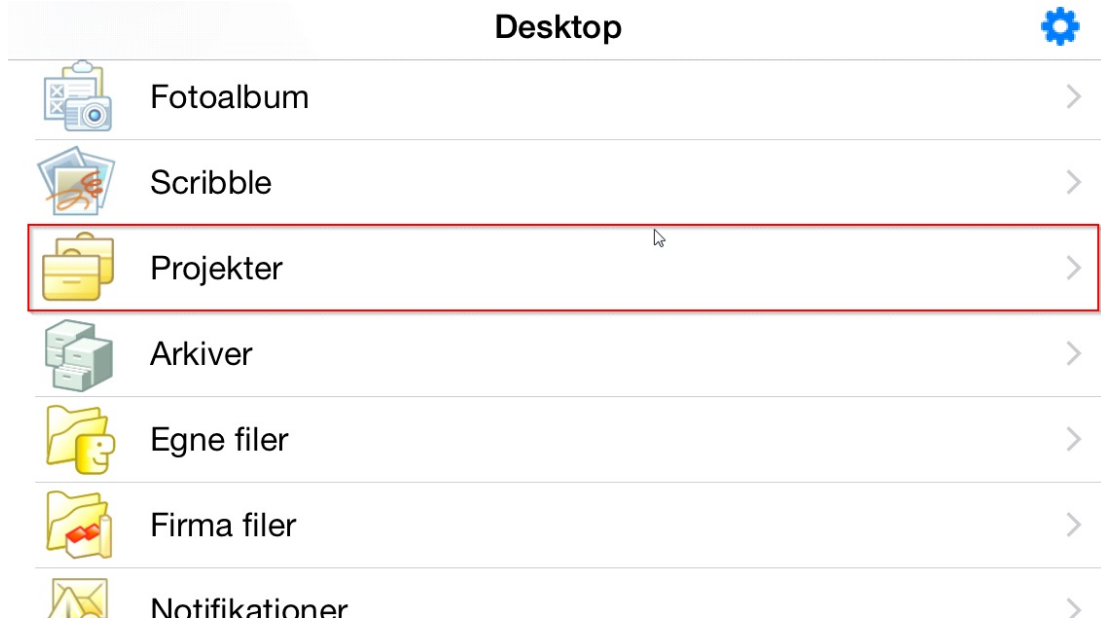 Desktop
Fotoalbum
Scribble
Projekter
Arkiver
Egne filer
Firma filer
Notifikationer